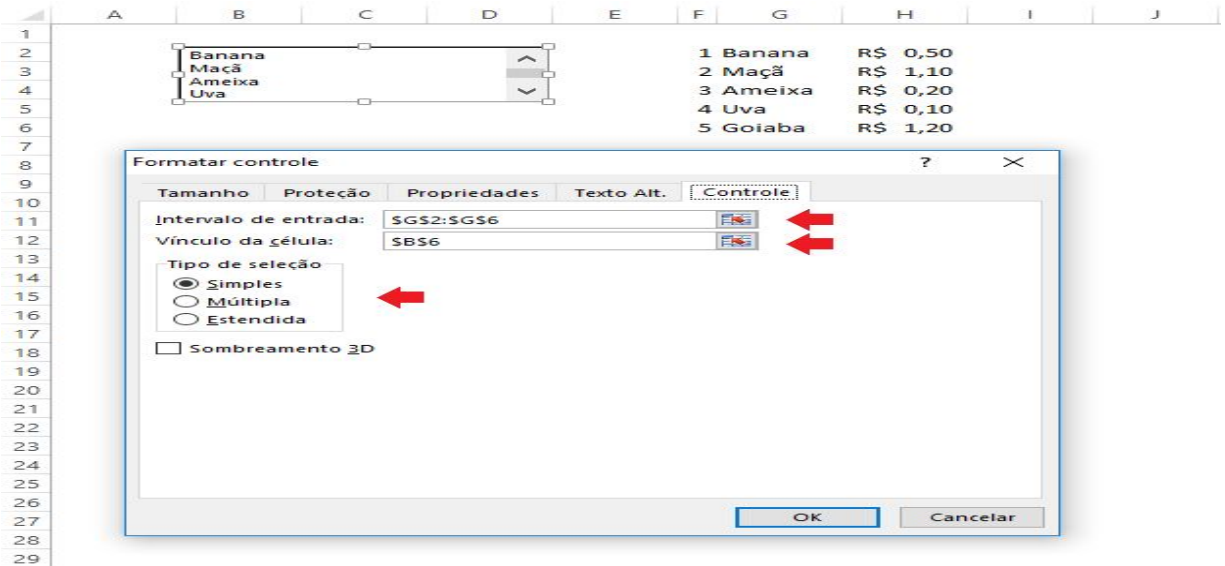 A B C D E F G H I J
1
2 Banana 1 Banana R$ 0,50
3 Maçã 2 Maçã R$ 1,10
4 Ameixa 3 Ameixa R$ 0,20
5 Uva 4 Uva R$ 0,10
6 5 Goiaba R$ 1,20
7
8 Formatar controle ?
9
10 Tamanho Proteção Propriedades Texto Alt. Controle
11 Intervalo de entrada: $G$2:$G$6
12 Vínculo da célula: $B$6
13 Tipo de seleção
14 Simples
15 Múltipla
16 Estendida
17
18 Sombreamento 3D
19
20
21
22
23
24
25
26
27 OK Cancelar
28
29